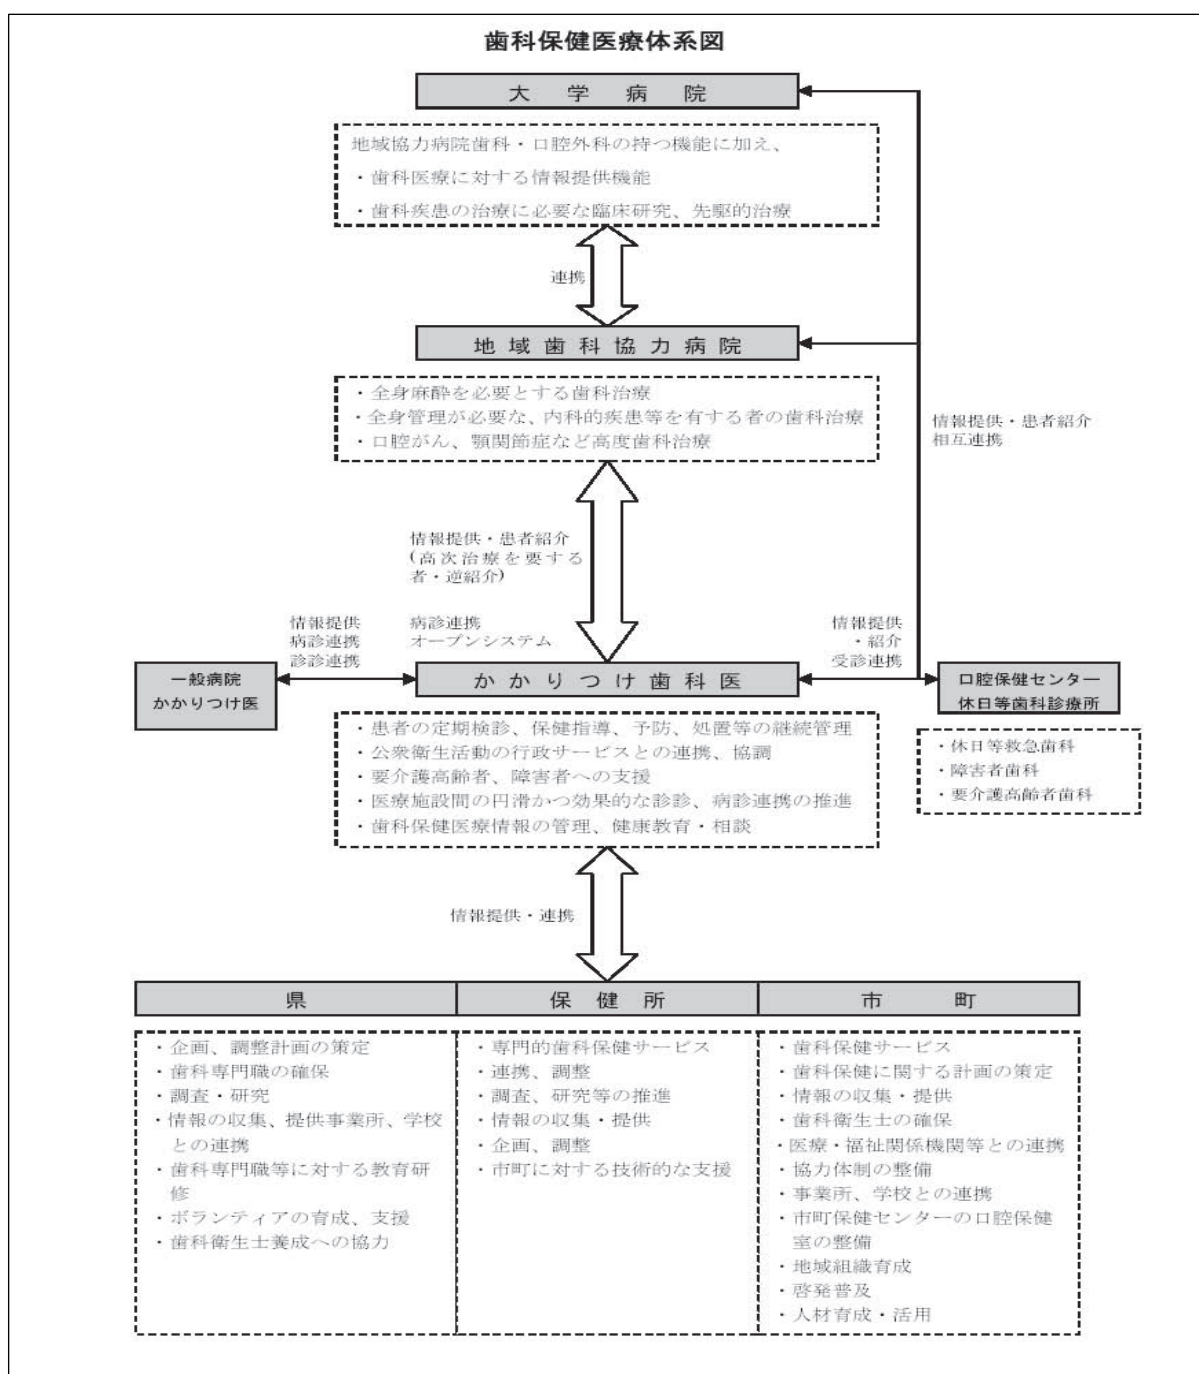 歯科保健医療体系図
大学病院
地域協力病院歯科・口腔外科の持つ機能に加え、
・歯科医療に対する情報提供機能
・歯科疾患の治療に必要な臨床研究、先駆的治療
連携
地域歯科協力病院
・全身麻酔を必要とする歯科治療
・全身管理が必要な、内科的疾患等を有する者の歯科治療
・口腔がん、顎関節症など高度歯科治療
情報提供・患者紹介
相互連携
情報提供・患者紹介
(高次治療を要する
者・逆紹介)
病診連携
オープンシステム
情報提供
病診連携
診診連携
情報提供
・紹介
受診連携
一般病院
かかりつけ医
かかりつけ歯科医
口腔保健センター
休日等歯科診療所
・患者の定期検診、保健指導、予防、処置等の継続管理
・公衆衛生活動の行政サービスとの連携、協調
・要介護高齢者、障害者への支援
・医療施設間の円滑かつ効果的な診診、病診連携の推進
・歯科保健医療情報の管理、健康教育・相談
・休日等救急歯科
・障害者歯科
・要介護高齢者歯科
情報提供・連携
県
・企画、調整計画の策定
・歯科専門職の確保
・調査・研究
・情報の収集、提供事業所、学校
との連携
・歯科専門職等に対する教育研
修
・ボランティアの育成、支援
・歯科衛生士養成への協力
保健所
・専門的歯科保健サービス
・連携、調整
・調査、研究等の推進
・情報の収集・提供
・企画、調整
・市町に対する技術的な支援
市町
・歯科保健サービス
・歯科保健に関する計画の策定
・情報の収集・提供
・歯科衛生士の確保
・医療・福祉関係機関等との連携
・協力体制の整備
・事業所、学校との連携
・市町保健センターの口腔保健
室の整備
・地域組織育成
・啓発普及
・人材育成・活用